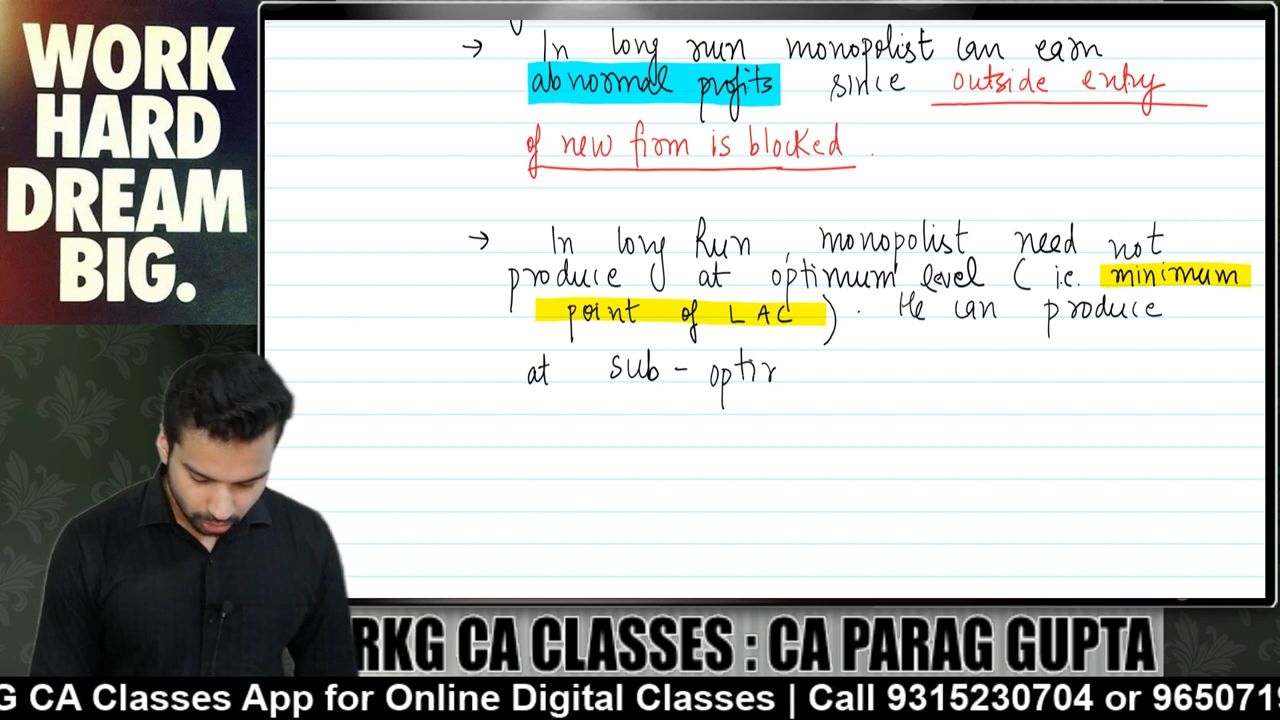 WORK
HARD
DREAM
BIG.
→ In long run monopolist can earn
abnormal profits since outside entry
of new firm is blocked.
→ In long Run, monopolist need not
produce at optimum level (i.e. minimum
point of LAC). He can produce
at sub-optim
RKG CA CLASSES : CA PARAG GUPTA
G CA Classes App for Online Digital Classes | Call 9315230704 or 965071